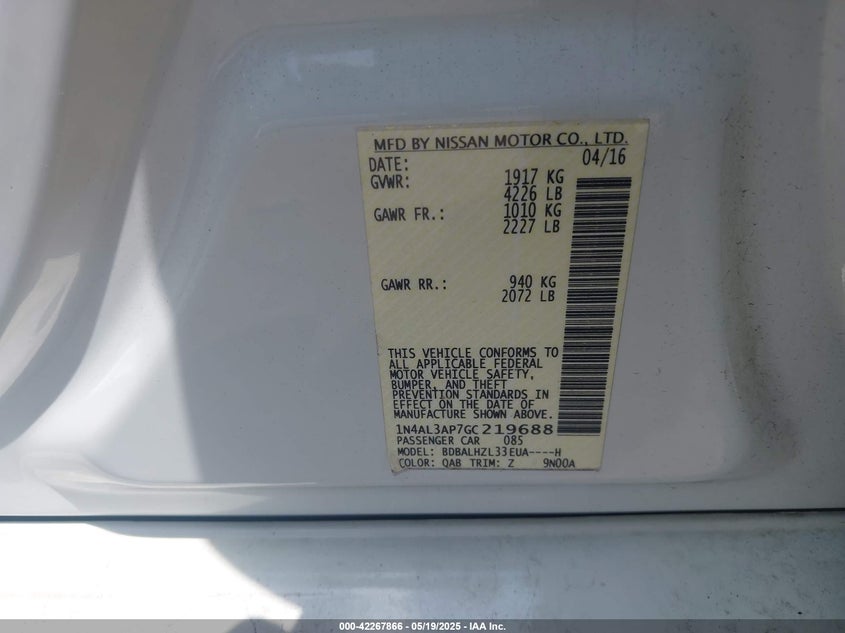 MFD BY NISSAN MOTOR CO., LTD.
DATE: 04/16
GVWR: 1917 KG
4226 LB
GAWR FR.: 1010 KG
2227 LB
GAWR RR.: 940 KG
2072 LB
THIS VEHICLE CONFORMS TO
ALL APPLICABLE FEDERAL
MOTOR VEHICLE SAFETY,
BUMPER, AND THEFT
PREVENTION STANDARDS IN
EFFECT ON THE DATE OF
MANUFACTURE SHOWN ABOVE.
1N4AL3AP7GC219688
PASSENGER CAR 085
MODEL: BDBALHZL33EUA----H
COLOR: QAB TRIM: Z 9N00A
000-42267866 - 05/19/2025 - IAA Inc.